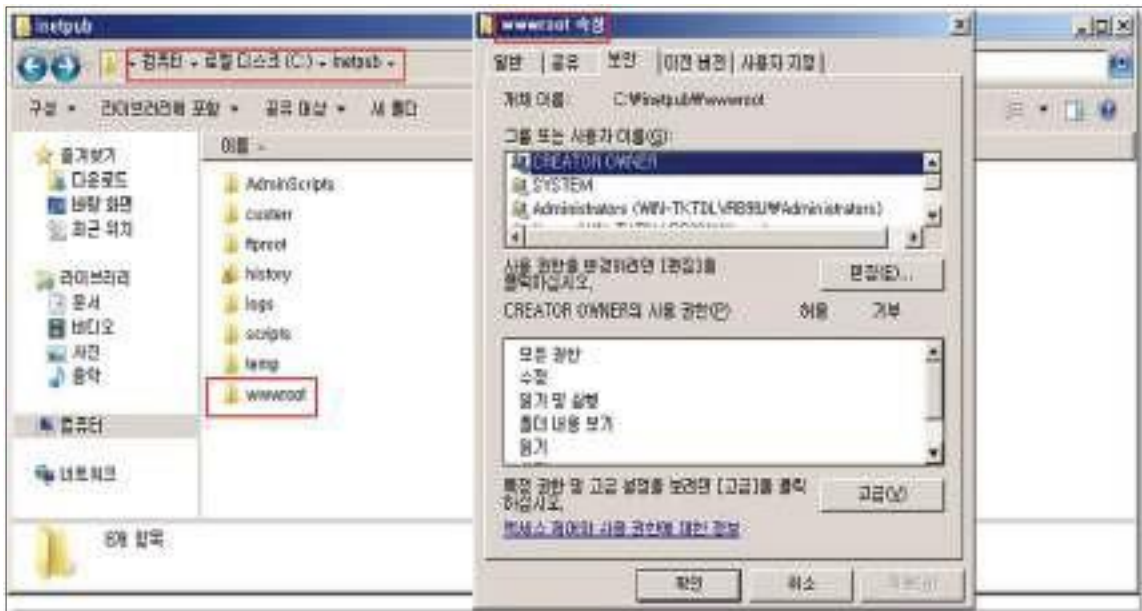 inetpub
컴퓨터 로컬 디스크 (C:) inetpub
구성 라이브러리에 포함 공유 대상 새 폴더
즐겨찾기
다운로드
바탕 화면
최근 위치
라이브러리
문서
비디오
사진
음악
컴퓨터
네트워크
이름
AdminScripts
custerr
ftproot
history
logs
scripts
temp
wwwroot
8개 항목
wwwroot 속성
일반 공유 보안 이전 버전 사용자 지정
개체 이름: C:\inetpub\wwwroot
그룹 또는 사용자 이름(G):
CREATOR OWNER
SYSTEM
Administrators
사용 권한을 변경하려면 [편집]을
클릭하십시오.
편집(E)...
CREATOR OWNER의 사용 권한(P) 허용 거부
모든 권한
수정
읽기 및 실행
폴더 내용 보기
읽기
특정 권한 및 고급 설정을 보려면 [고급]을 클릭
하십시오.
고급(V)
액세스 제어와 사용 권한에 대한 정보
확인 취소